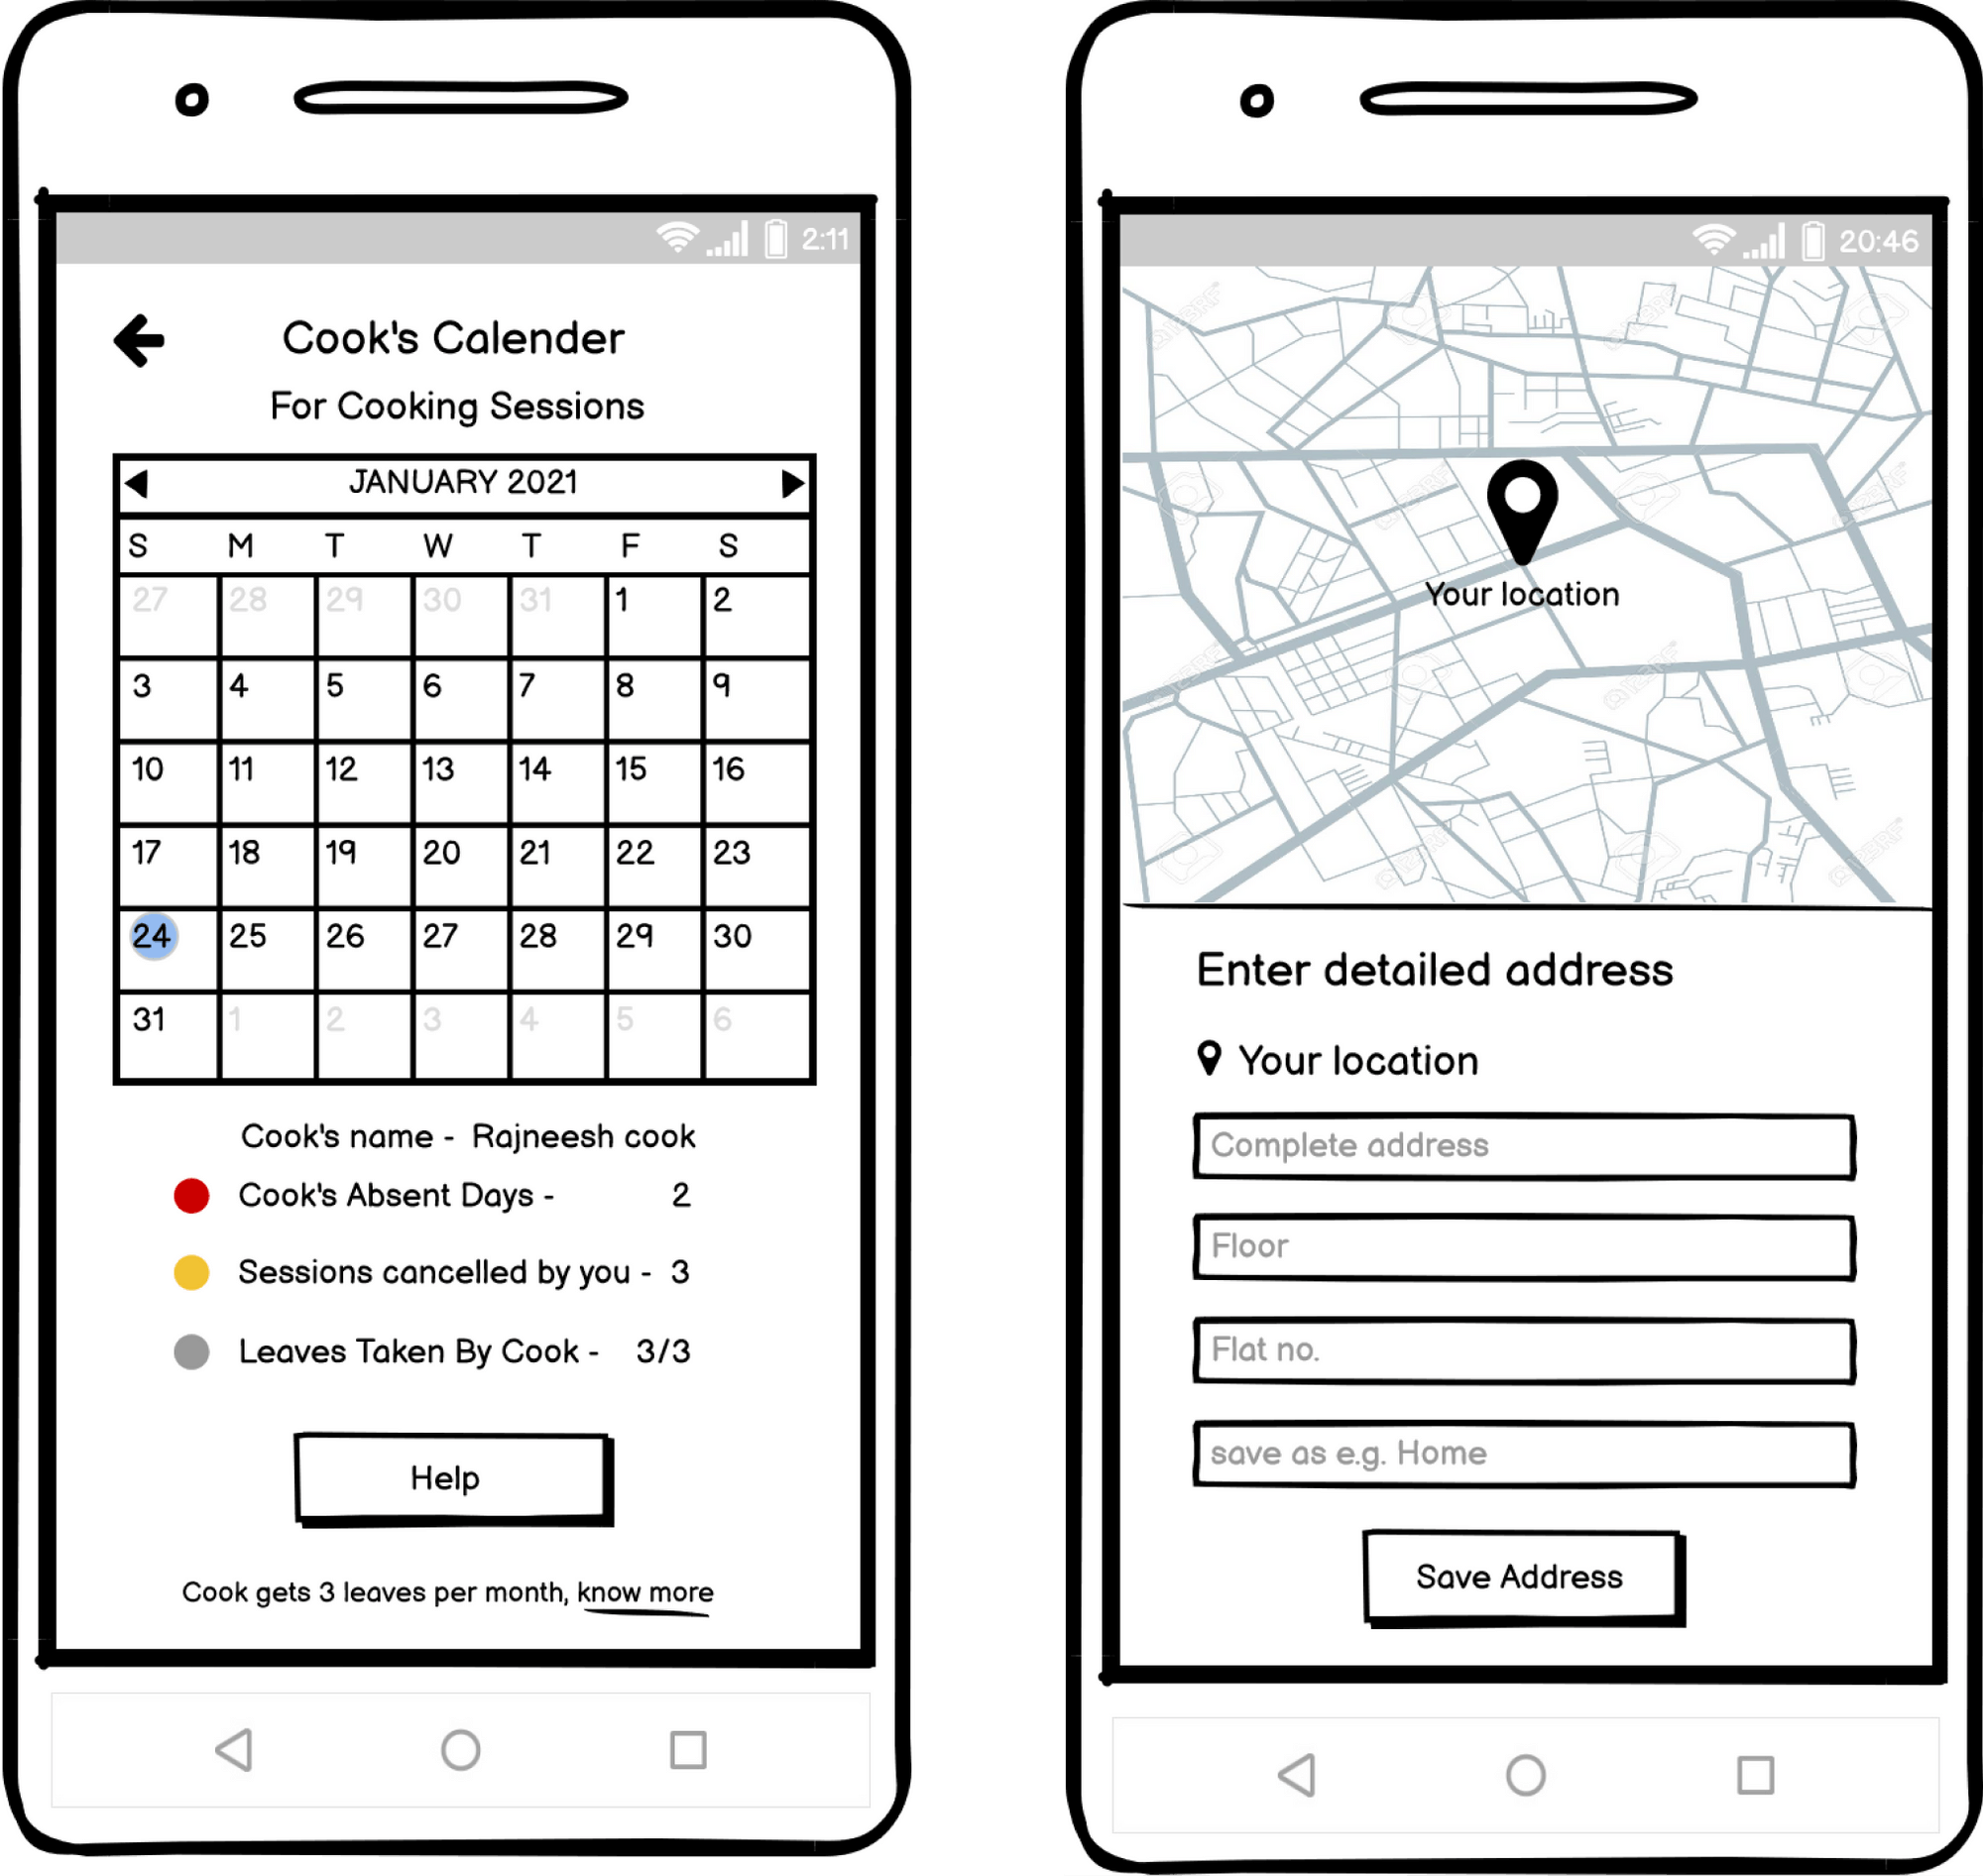 2:11
Cook's Calender
For Cooking Sessions
JANUARY 2021
S M T W T F S
27 28 29 30 31 1 2
3 4 5 6 7 8 9
10 11 12 13 14 15 16
17 18 19 20 21 22 23
24 25 26 27 28 29 30
31 1 2 3 4 5 6
Cook's name - Rajneesh cook
Cook's Absent Days - 2
Sessions cancelled by you - 3
Leaves Taken By Cook - 3/3
Help
Cook gets 3 leaves per month, know more
20:46
Your location
Enter detailed address
Your location
Complete address
Floor
Flat no.
save as e.g. Home
Save Address